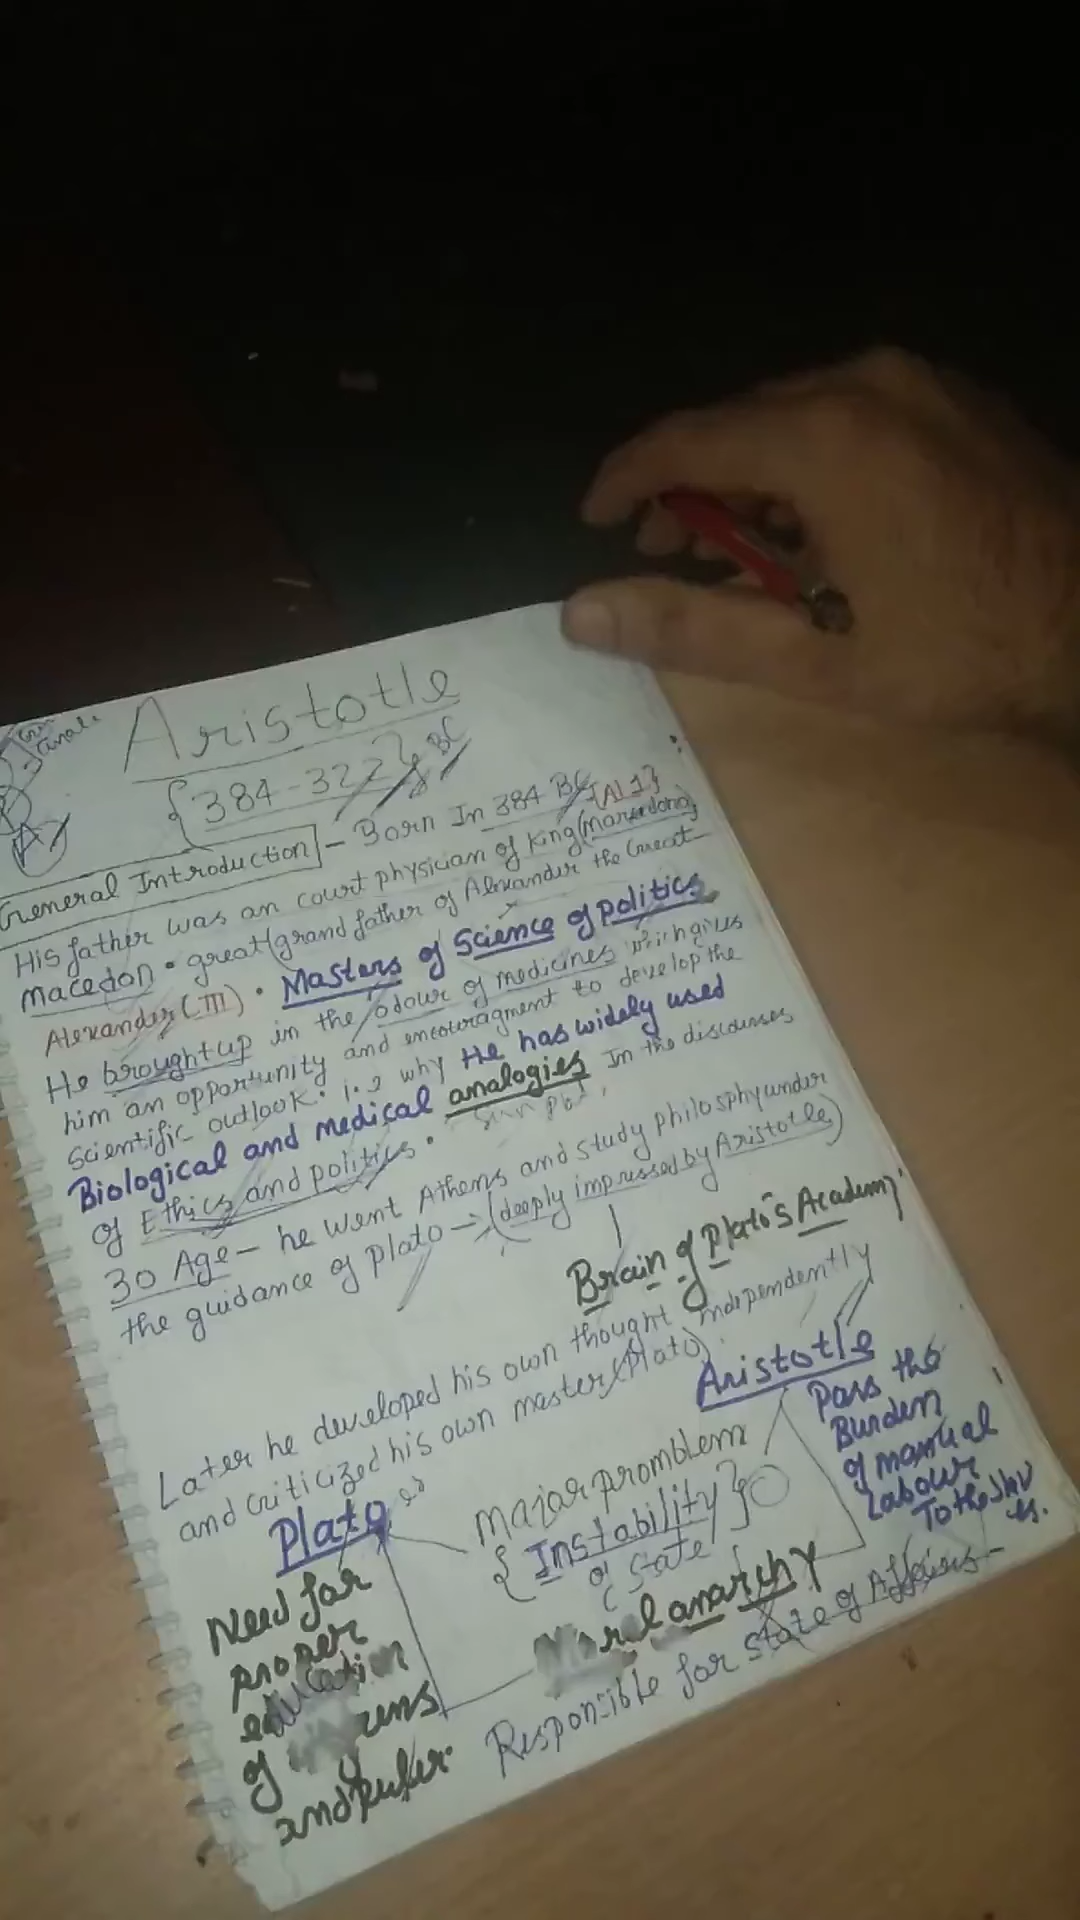 Aristotle
{384-322} BC
General Introduction] - Born In 384 BC
His father was an court physician of King (
Macedon. great(grand father of Alexander the Great
Alexander (III). Masters of Science of politics
He brought up in the odour of medicines which gives
him an opportunity and encouragment to develop the
scientific outlook. i.e why He has widely used
Biological and medical analogies In the discourses
of Ethics and politics.
30 Age - he went Athens and study philosphy under
the guidance of plato → (deeply impressed by Aristotle)
Brain of Plato's Academy
Later he developed his own thought independently
and criticized his own master (Plato).
Aristotle
Pass the
Burden
of manual
Labour
To the
Plato
Need for
proper
education
of
and Ruler.
Major promblem
{Instability}
of State
Moral anarchy
Responsible for state of Affairs -